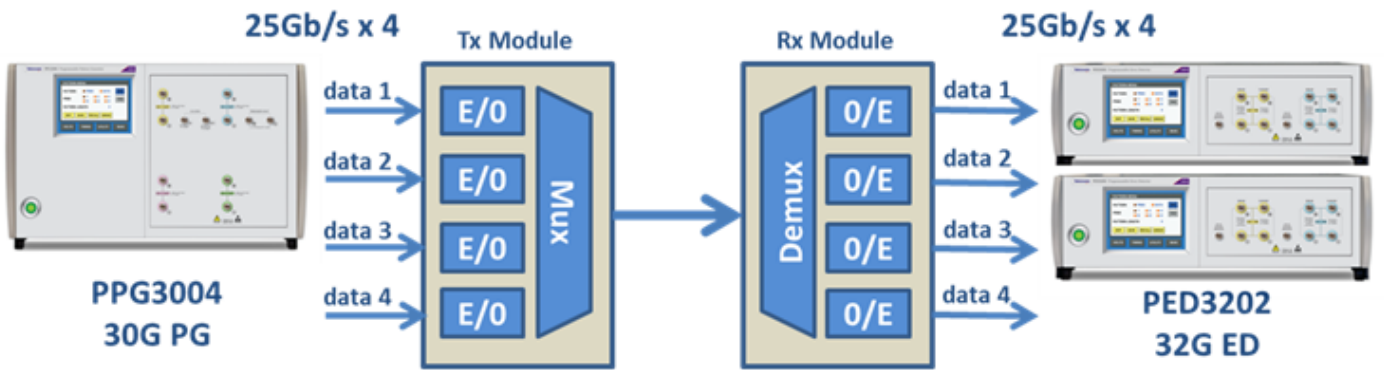 25Gb/s x 4
Tx Module
Rx Module
25Gb/s x 4
data 1
data 2
data 3
data 4
E/0
E/0
E/0
E/0
Mux
Demux
0/E
0/E
0/E
0/E
data 1
data 2
data 3
data 4
PPG3004
30G PG
PED3202
32G ED